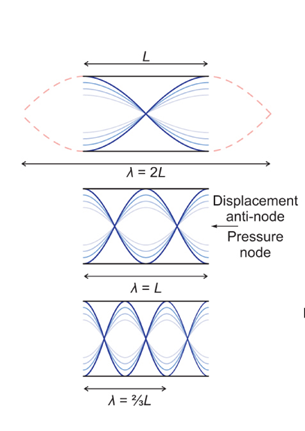 L
λ = 2L
Displacement
anti-node
Pressure
node
λ = L
λ = ⅔L